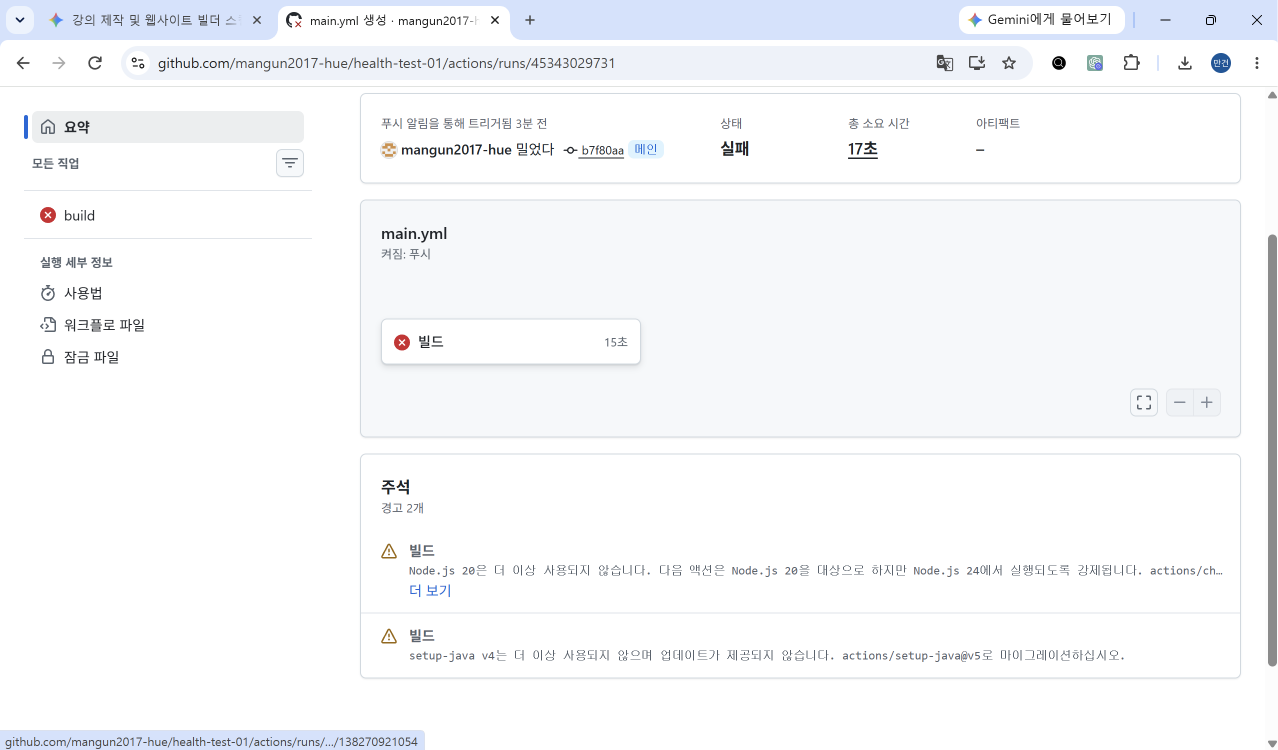 강의 제작 및 웹사이트 빌더 스
main.yml 생성 · mangun2017-h
Gemini에게 물어보기
github.com/mangun2017-hue/health-test-01/actions/runs/45343029731
만건
요약
모든 직업
build
실행 세부 정보
사용법
워크플로 파일
잠금 파일
푸시 알림을 통해 트리거됨 3분 전
mangun2017-hue 밀었다 b7f80aa 메인
상태
실패
총 소요 시간
17초
아티팩트
–
main.yml
켜짐: 푸시
빌드
15초
주석
경고 2개
빌드
Node.js 20은 더 이상 사용되지 않습니다. 다음 액션은 Node.js 20을 대상으로 하지만 Node.js 24에서 실행되도록 강제됩니다. actions/ch…
더 보기
빌드
setup-java v4는 더 이상 사용되지 않으며 업데이트가 제공되지 않습니다. actions/setup-java@v5로 마이그레이션하십시오.
github.com/mangun2017-hue/health-test-01/actions/runs/.../138270921054